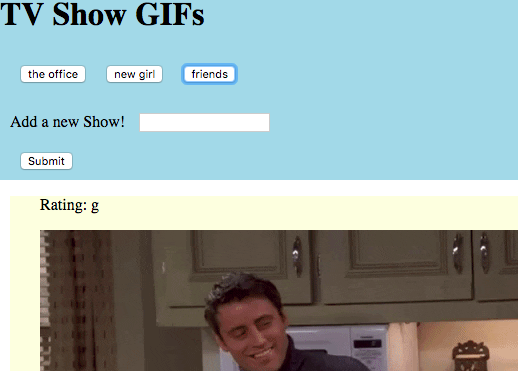 TV Show GIFs
the office new girl friends
Add a new Show!
Submit
Rating: g